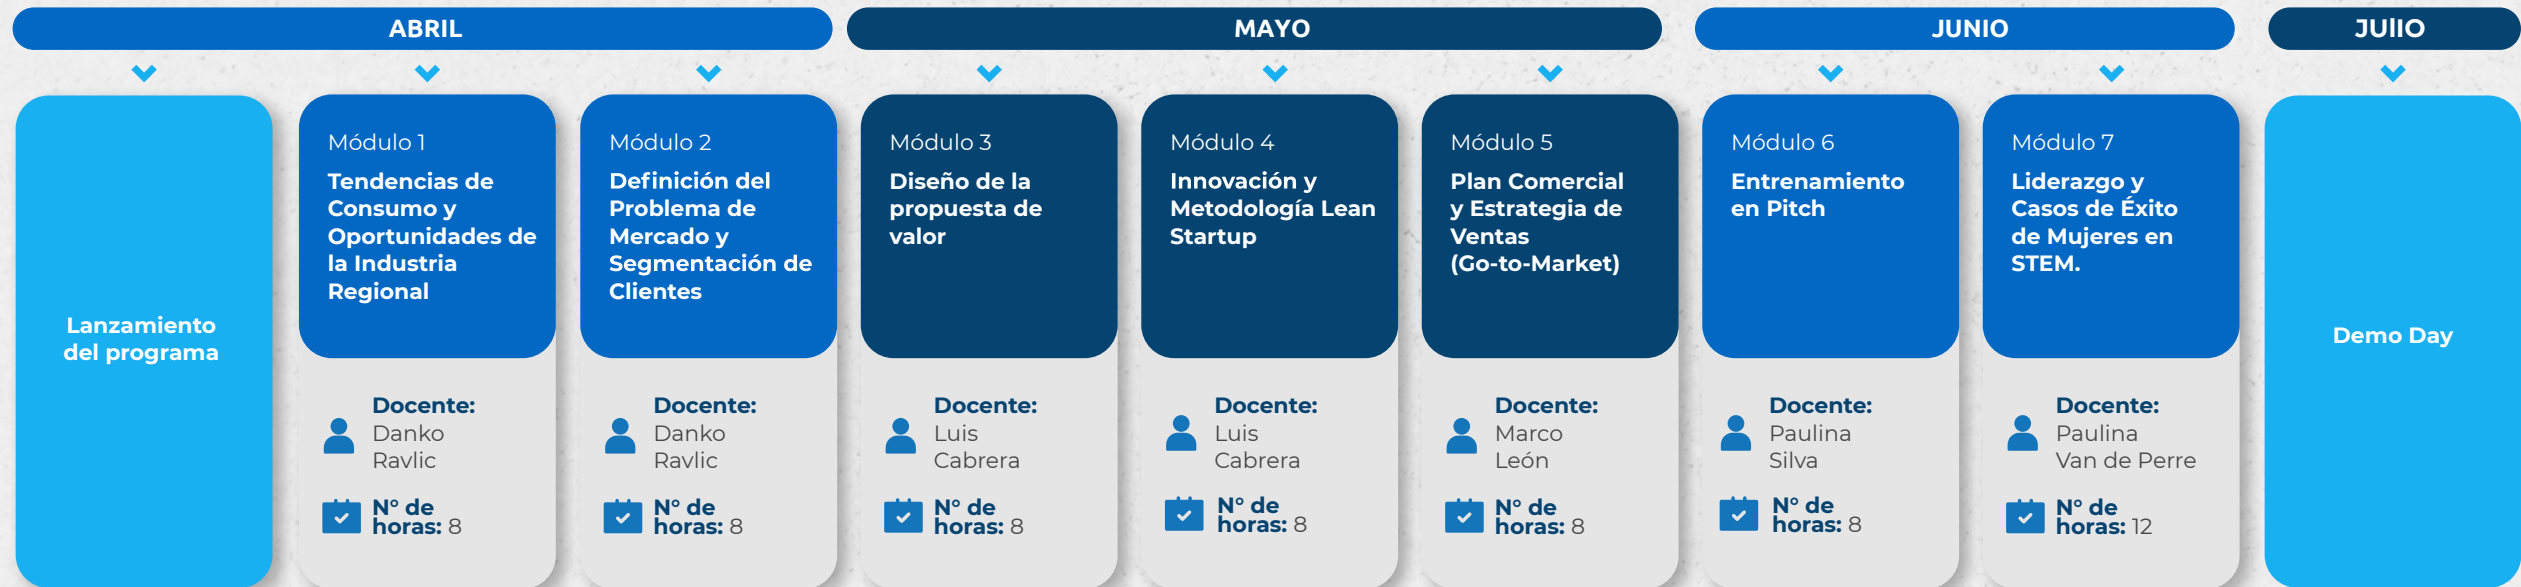 ABRIL
MAYO
JUNIO
JUlIO
Lanzamiento
del programa
Módulo 1
Tendencias de
Consumo y
Oportunidades de
la Industria
Regional
Docente:
Danko
Ravlic
N° de
horas: 8
Módulo 2
Definición del
Problema de
Mercado y
Segmentación de
Clientes
Docente:
Danko
Ravlic
N° de
horas: 8
Módulo 3
Diseño de la
propuesta de
valor
Docente:
Luis
Cabrera
N° de
horas: 8
Módulo 4
Innovación y
Metodología Lean
Startup
Docente:
Luis
Cabrera
N° de
horas: 8
Módulo 5
Plan Comercial
y Estrategia de
Ventas
(Go-to-Market)
Docente:
Marco
León
N° de
horas: 8
Módulo 6
Entrenamiento
en Pitch
Docente:
Paulina
Silva
N° de
horas: 8
Módulo 7
Liderazgo y
Casos de Éxito
de Mujeres en
STEM.
Docente:
Paulina
Van de Perre
N° de
horas: 12
Demo Day